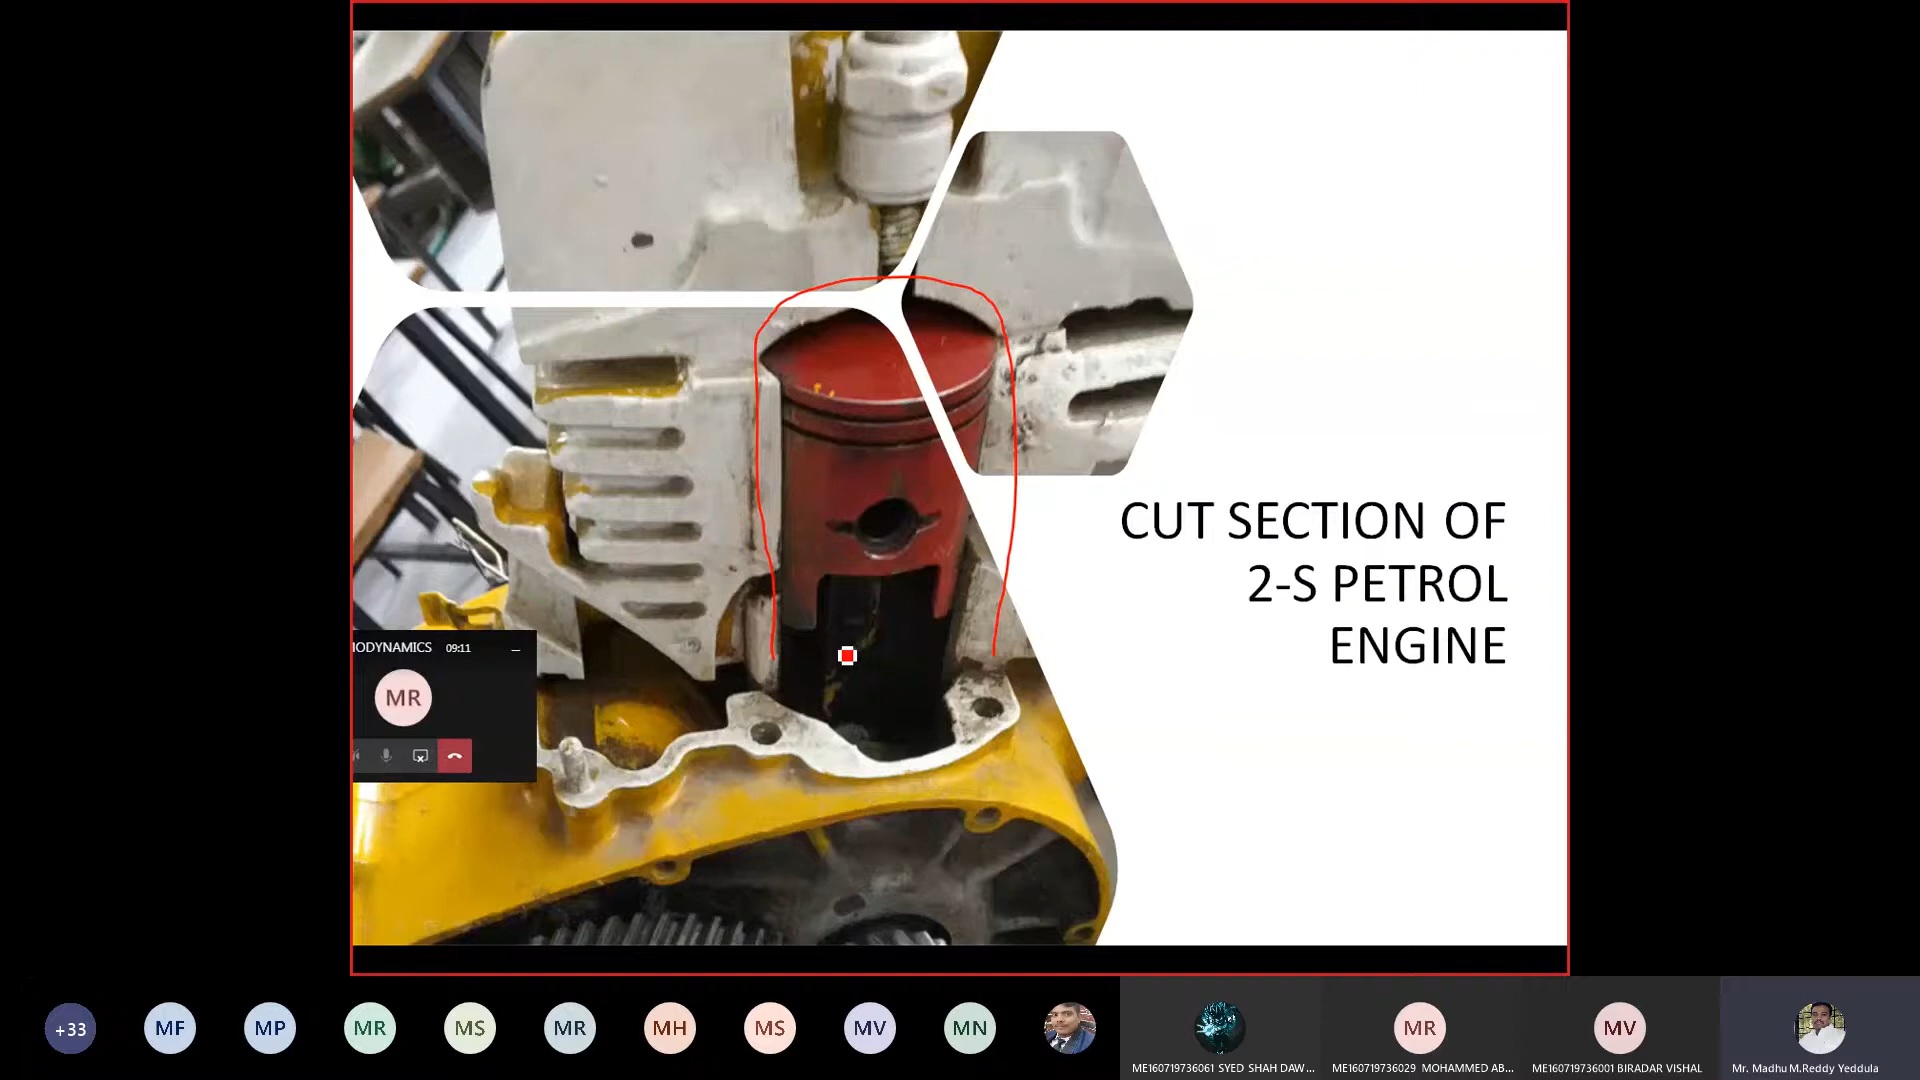 CUT SECTION OF
2-S PETROL
ENGINE
IODYNAMICS 09:11
MR
+33
MF
MP
MR
MS
MR
MH
MS
MV
MN
ME160719736061 SYED SHAH DAW...
MR
ME160719736029 MOHAMMED AB...
MV
ME160719736001 BIRADAR VISHAL
Mr. Madhu M.Reddy Yeddula